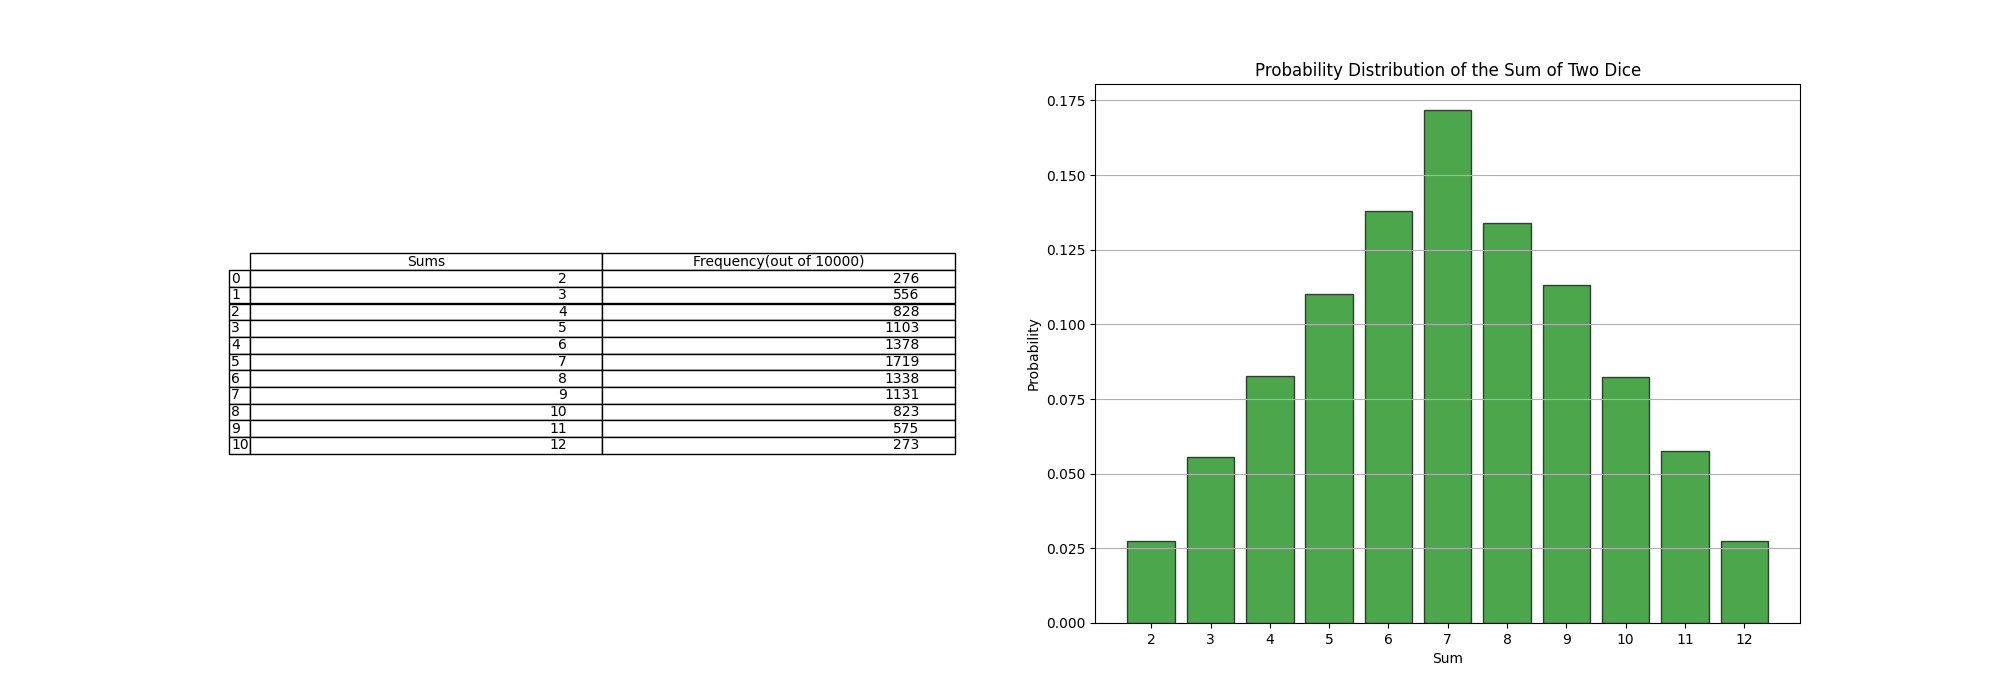 Sums Frequency(out of 10000)
0 2 276
1 3 556
2 4 828
3 5 1103
4 6 1378
5 7 1719
6 8 1338
7 9 1131
8 10 823
9 11 575
10 12 273
Probability Distribution of the Sum of Two Dice
0.175
0.150
0.125
0.100
0.075
0.050
0.025
0.000
Probability
2 3 4 5 6 7 8 9 10 11 12
Sum